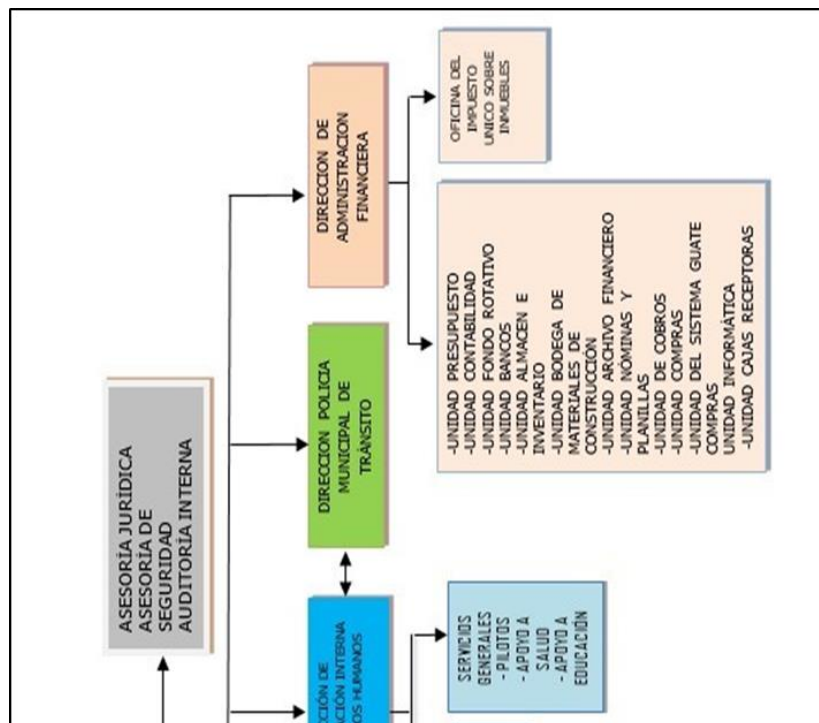 ASESORÍA JURÍDICA
ASESORÍA DE
SEGURIDAD
AUDITORÍA INTERNA
DIRECCION POLICIA
MUNICIPAL DE
TRÁNSITO
DIRECCION DE
ADMINISTRACION
FINANCIERA
OS HUMANOS
SERVICIOS
GENERALES
- PILOTOS
- APOYO A
SALUD
- APOYO A
EDUCACIÓN
-UNIDAD PRESUPUESTO
-UNIDAD CONTABILIDAD
-UNIDAD FONDO ROTATIVO
-UNIDAD BANCOS
-UNIDAD ALMACEN E
INVENTARIO
-UNIDAD BODEGA DE
MATERIALES DE
CONSTRUCCIÓN
-UNIDAD ARCHIVO FINANCIERO
-UNIDAD NÓMINAS Y
PLANILLAS
-UNIDAD DE COBROS
-UNIDAD COMPRAS
-UNIDAD DEL SISTEMA GUATE
COMPRAS
UNIDAD INFORMÁTICA
-UNIDAD CAJAS RECEPTORAS
OFICINA DEL
IMPUESTO
UNICO SOBRE
INMUEBLES